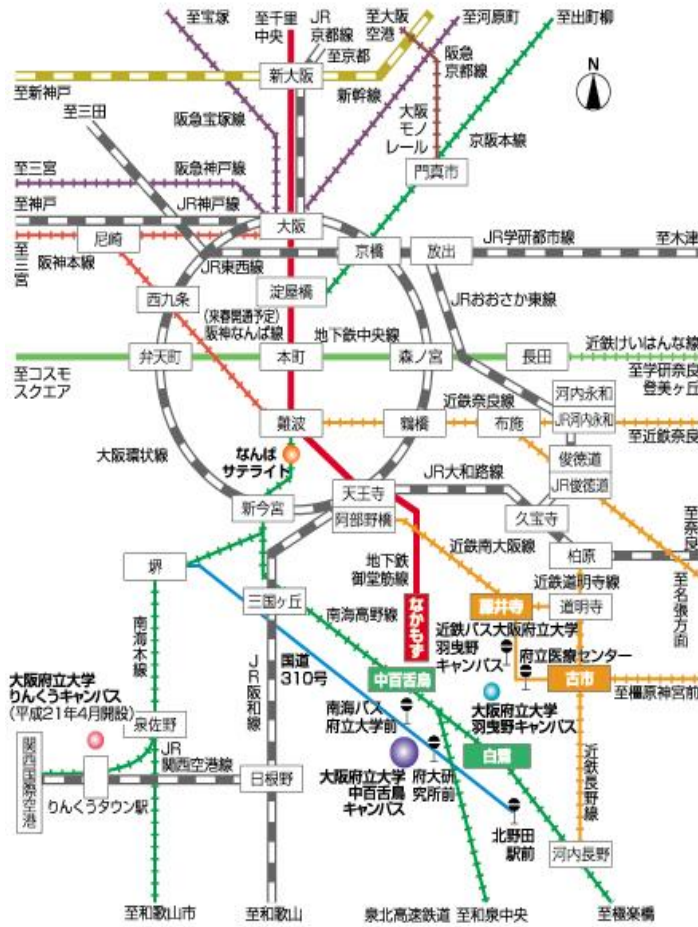 至宝塚
至千里
中央
JR
京都線
至京都
至大阪
空港
至河原町
至出町柳
新大阪
阪急
京都線
至新神戸
新幹線
至三田
阪急宝塚線
大阪
モノ
レール
京阪本線
門真市
至三宮
阪急神戸線
至神戸
JR神戸線
大阪
尼崎
京橋
放出
JR学研都市線
至木津
至三宮
阪神本線
JR東西線
淀屋橋
西九条
JRおおさか東線
(来春開通予定)
阪神なんば線
地下鉄中央線
近鉄けいはんな線
弁天町
本町
森ノ宮
長田
至コスモ
スクエア
至学研奈良
登美ヶ丘
河内永和
JR河内永和
近鉄奈良線
難波
鶴橋
布施
至近鉄奈良
大阪環状線
なんば
サテライト
俊徳道
JR俊徳道
JR大和路線
天王寺
新今宮
阿部野橋
久宝寺
至奈良
近鉄南大阪線
柏原
堺
地下鉄
御堂筋線
近鉄道明寺線
至名張方面
三国ヶ丘
南海高野線
なかもず
藤井寺
道明寺
南海本線
近鉄バス大阪府立大学
羽曳野
キャンパス
府立医療センター
JR阪和線
国道
310号
中百舌鳥
古市
至橿原神宮前
大阪府立大学
りんくうキャンパス
(平成21年4月開設)
南海バス
府立大学前
大阪府立大学
羽曳野キャンパス
泉佐野
白鷺
近鉄長野線
関西国際空港
JR
関西空港線
りんくうタウン駅
日根野
大阪府立大学
中百舌鳥
キャンパス
府大研
究所前
北野田
駅前
河内長野
至和歌山市
至和歌山
泉北高速鉄道
至和泉中央
至極楽橋
N